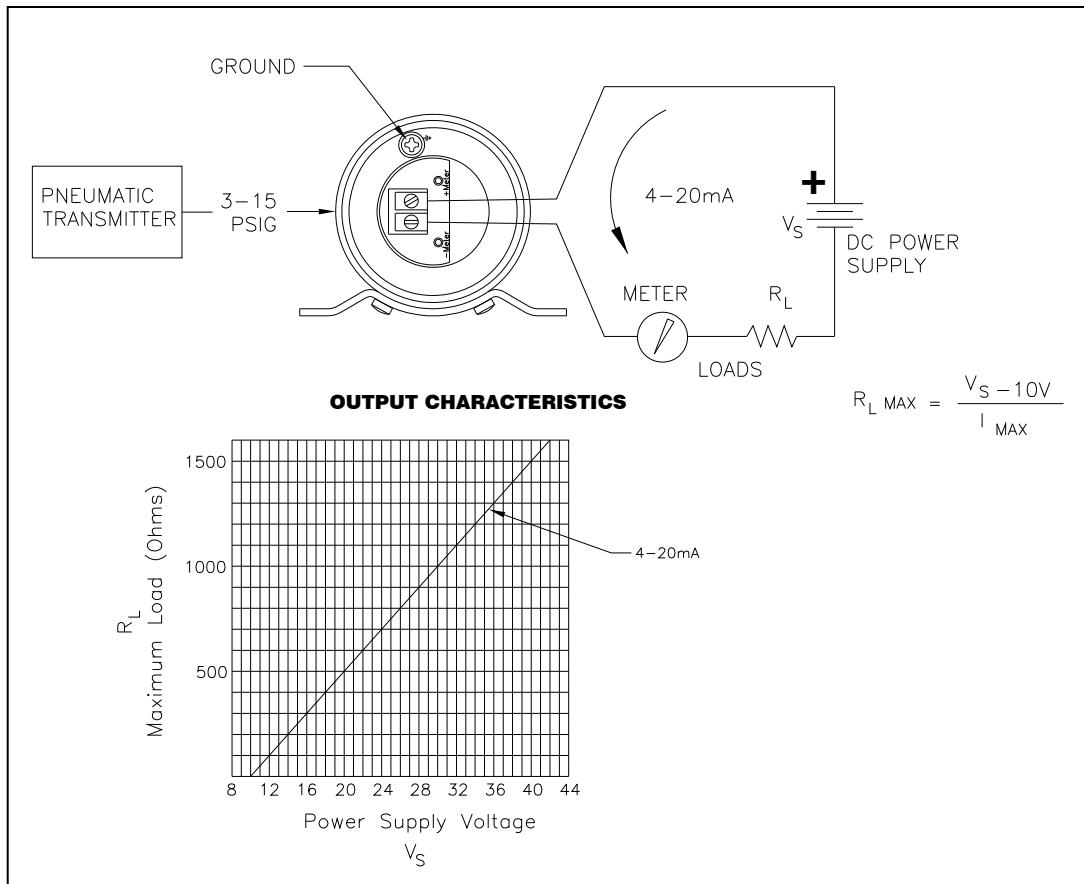 GROUND
PNEUMATIC
TRANSMITTER
3-15
PSIG
+Meter
-Meter
4-20mA
+
VS
DC POWER
SUPPLY
METER
RL
LOADS
RL MAX = VS - 10V / I MAX
OUTPUT CHARACTERISTICS
1500
1000
500
RL
Maximum Load (Ohms)
4-20mA
8 12 16 20 24 28 32 36 40 44
Power Supply Voltage
VS